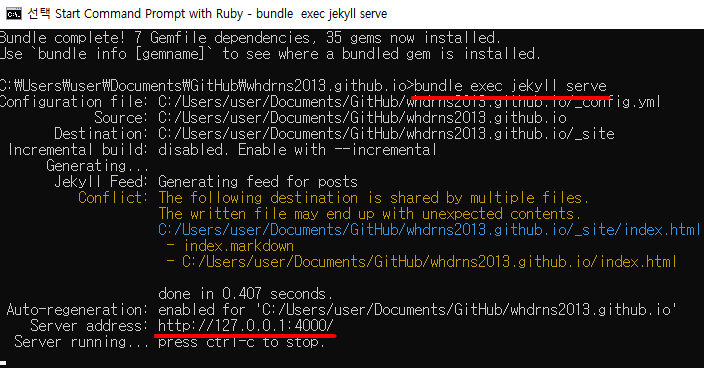 선택 Start Command Prompt with Ruby - bundle  exec jekyll serve
Bundle complete! 7 Gemfile dependencies, 35 gems now installed.
Use `bundle info [gemname]` to see where a bundled gem is installed.
C:₩Users₩user₩Documents₩GitHub₩whdrns2013.github.io>bundle exec jekyll serve
Configuration file: C:/Users/user/Documents/GitHub/whdrns2013.github.io/_config.yml
Source: C:/Users/user/Documents/GitHub/whdrns2013.github.io
Destination: C:/Users/user/Documents/GitHub/whdrns2013.github.io/_site
Incremental build: disabled. Enable with --incremental
Generating...
Jekyll Feed: Generating feed for posts
Conflict: The following destination is shared by multiple files.
The written file may end up with unexpected contents.
C:/Users/user/Documents/GitHub/whdrns2013.github.io/_site/index.html
- index.markdown
- C:/Users/user/Documents/GitHub/whdrns2013.github.io/index.html
done in 0.407 seconds.
Auto-regeneration: enabled for 'C:/Users/user/Documents/GitHub/whdrns2013.github.io'
Server address: http://127.0.0.1:4000/
Server running... press ctrl-c to stop.